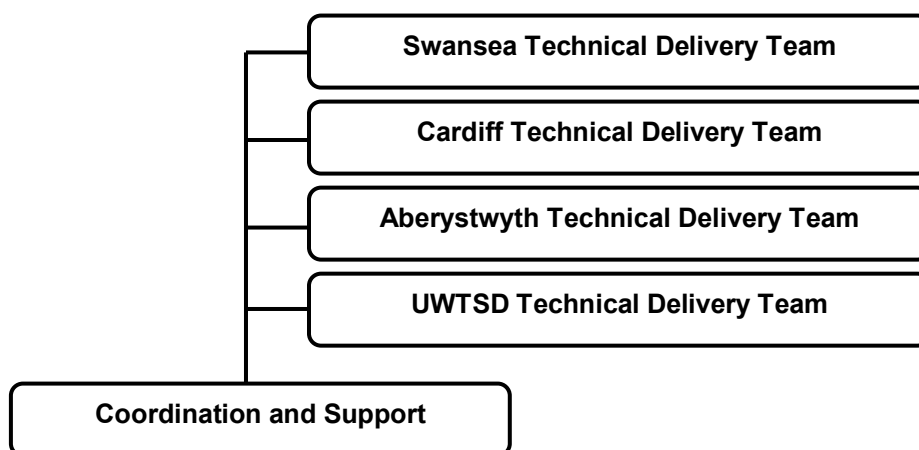 Swansea Technical Delivery Team
Cardiff Technical Delivery Team
Aberystwyth Technical Delivery Team
UWTSD Technical Delivery Team
Coordination and Support